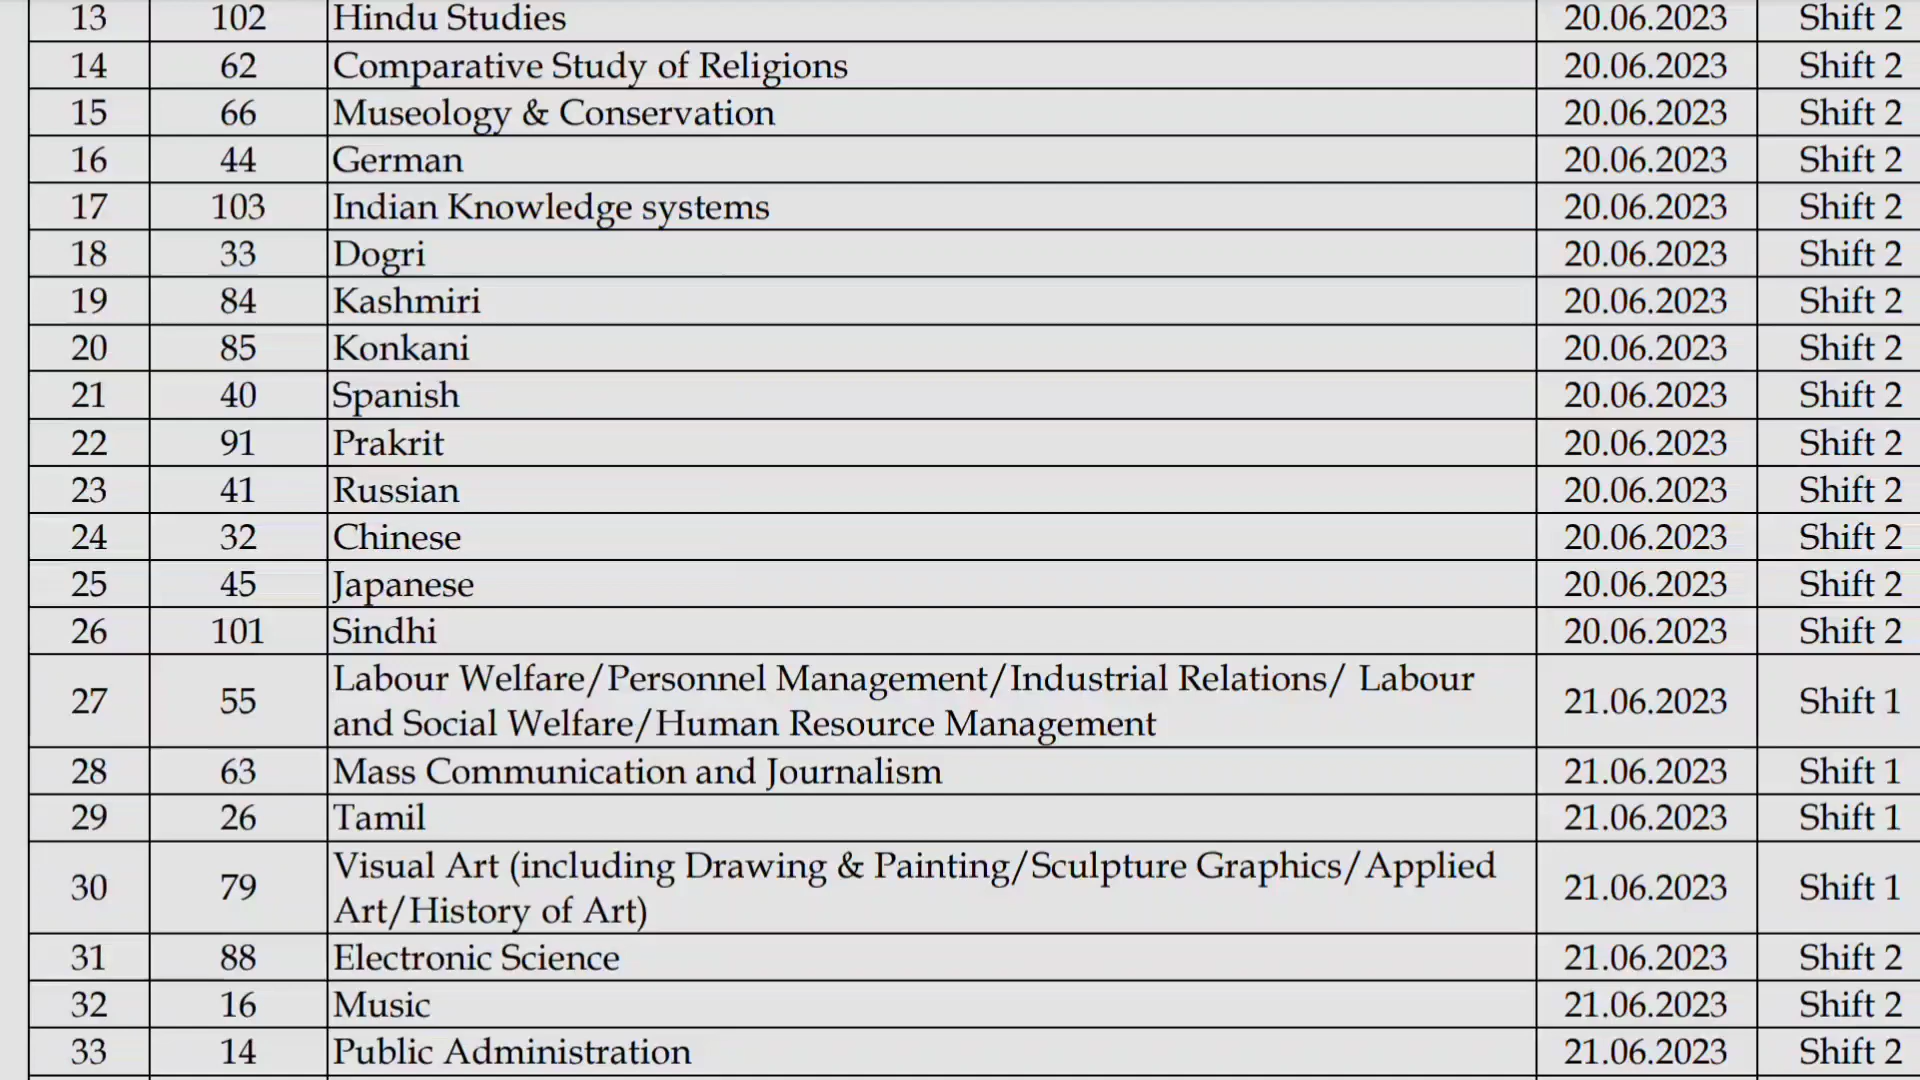 13 102 Hindu Studies 20.06.2023 Shift 2
14 62 Comparative Study of Religions 20.06.2023 Shift 2
15 66 Museology & Conservation 20.06.2023 Shift 2
16 44 German 20.06.2023 Shift 2
17 103 Indian Knowledge systems 20.06.2023 Shift 2
18 33 Dogri 20.06.2023 Shift 2
19 84 Kashmiri 20.06.2023 Shift 2
20 85 Konkani 20.06.2023 Shift 2
21 40 Spanish 20.06.2023 Shift 2
22 91 Prakrit 20.06.2023 Shift 2
23 41 Russian 20.06.2023 Shift 2
24 32 Chinese 20.06.2023 Shift 2
25 45 Japanese 20.06.2023 Shift 2
26 101 Sindhi 20.06.2023 Shift 2
27 55 Labour Welfare/Personnel Management/Industrial Relations/ Labour
and Social Welfare/Human Resource Management 21.06.2023 Shift 1
28 63 Mass Communication and Journalism 21.06.2023 Shift 1
29 26 Tamil 21.06.2023 Shift 1
30 79 Visual Art (including Drawing & Painting/Sculpture Graphics/Applied
Art/History of Art) 21.06.2023 Shift 1
31 88 Electronic Science 21.06.2023 Shift 2
32 16 Music 21.06.2023 Shift 2
33 14 Public Administration 21.06.2023 Shift 2